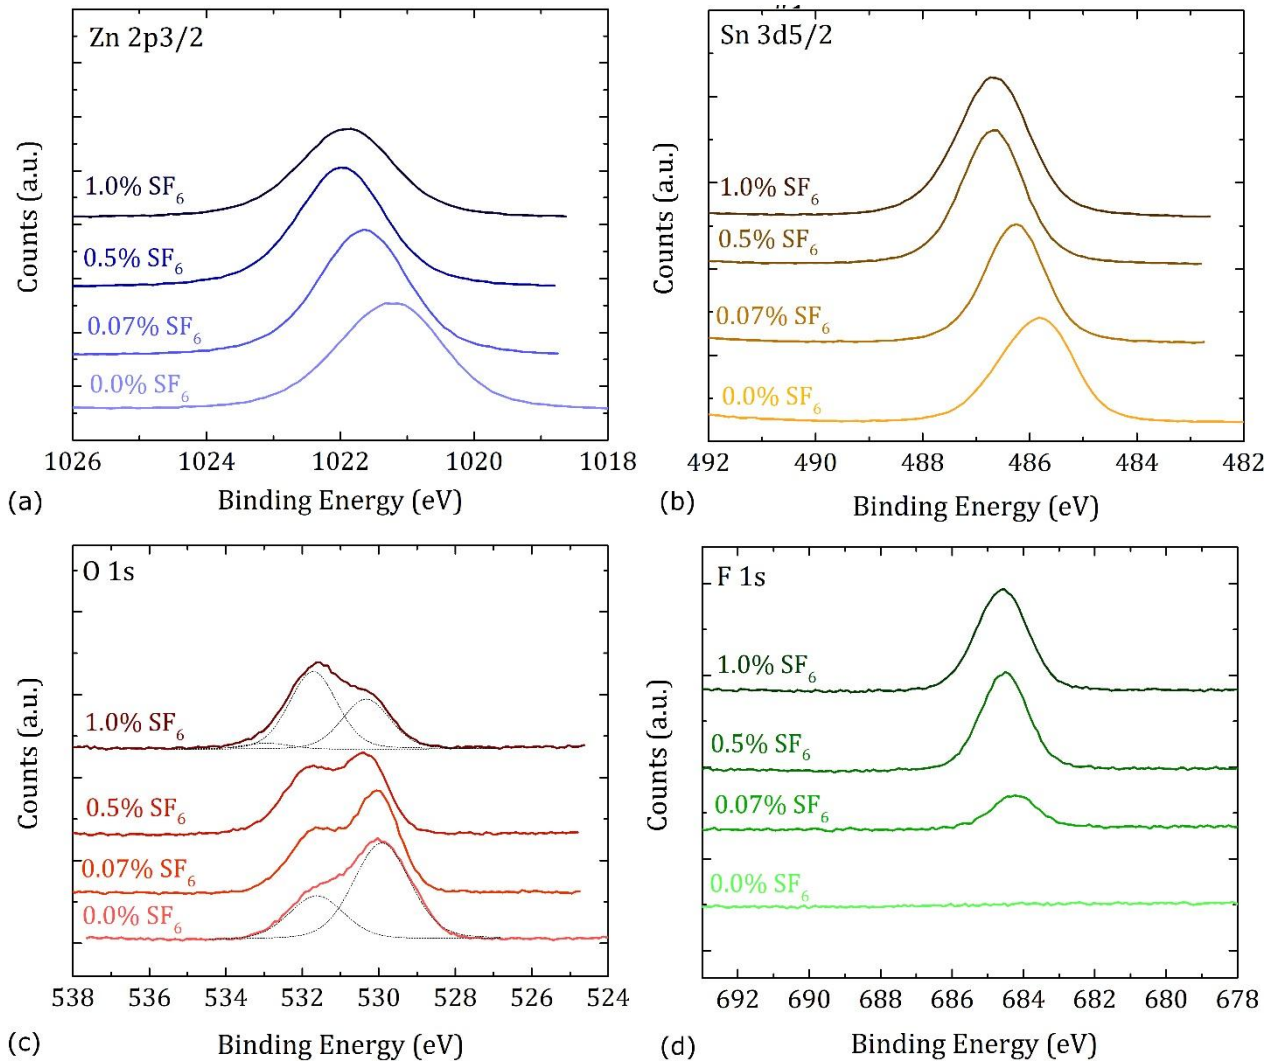 Zn 2p3/2
1.0% SF₆
0.5% SF₆
0.07% SF₆
0.0% SF₆
Counts (a.u.)
1026 1024 1022 1020 1018
Binding Energy (eV)
(a)
Sn 3d5/2
1.0% SF₆
0.5% SF₆
0.07% SF₆
0.0% SF₆
Counts (a.u.)
492 490 488 486 484 482
Binding Energy (eV)
(b)
O 1s
1.0% SF₆
0.5% SF₆
0.07% SF₆
0.0% SF₆
Counts (a.u.)
538 536 534 532 530 528 526 524
Binding Energy (eV)
(c)
F 1s
1.0% SF₆
0.5% SF₆
0.07% SF₆
0.0% SF₆
Counts (a.u.)
692 690 688 686 684 682 680 678
Binding Energy (eV)
(d)